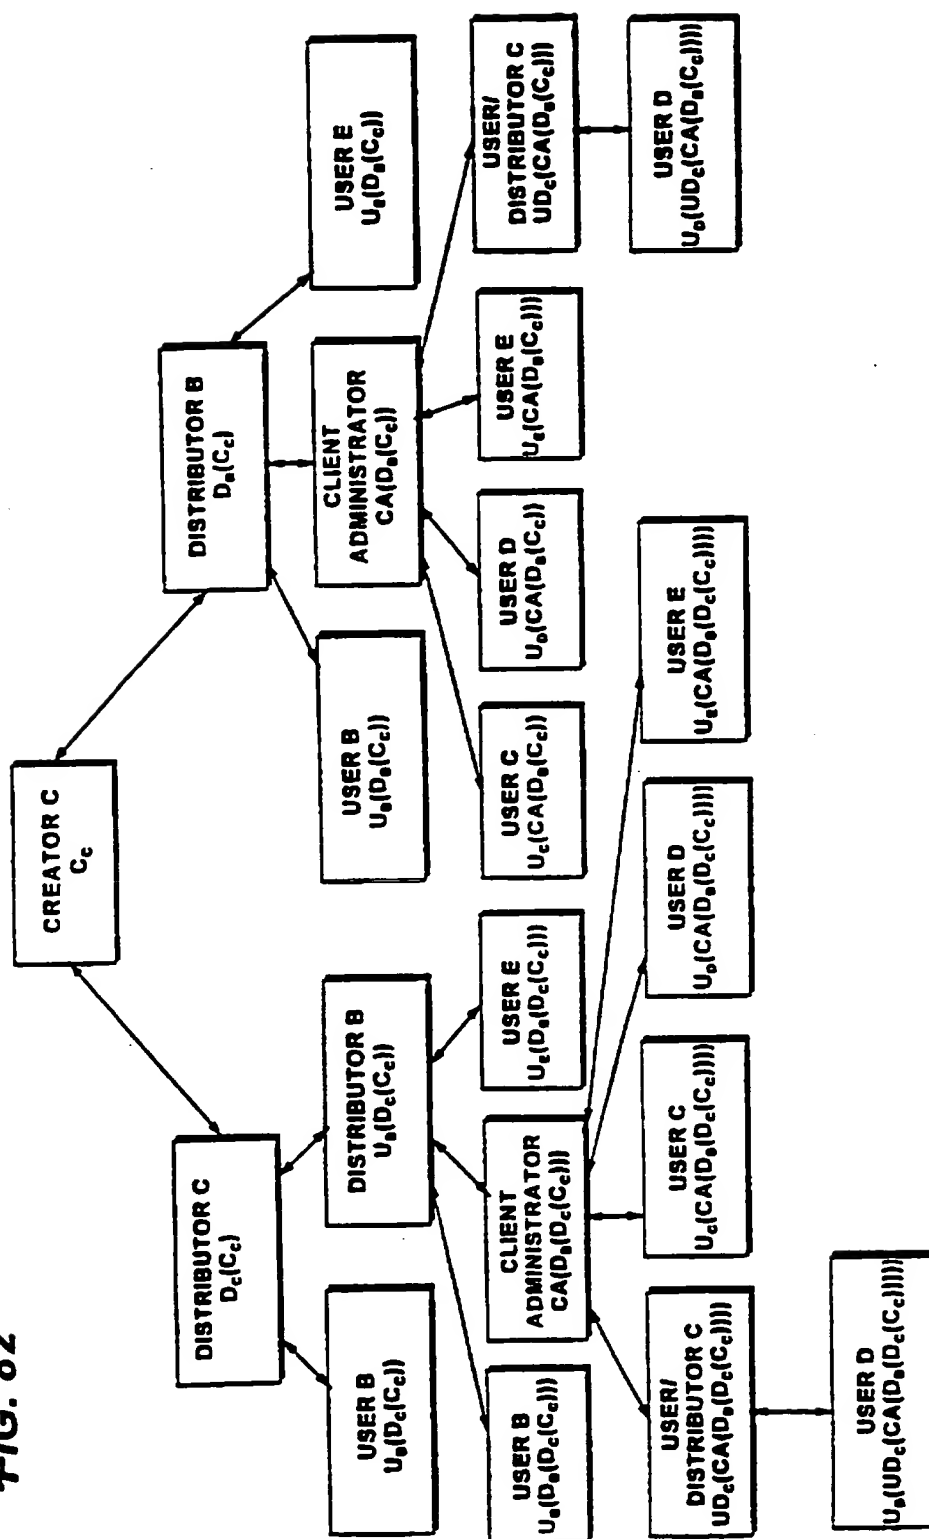 FIG. 82
CREATOR C
C_C
DISTRIBUTOR C
D_C(C_C)
DISTRIBUTOR B
D_B(C_C)
USER B
U_B(D_C(C_C))
DISTRIBUTOR B
U_B(D_C(C_C))
USER B
U_B(D_B(C_C))
CLIENT
ADMINISTRATOR
CA(D_B(C_C))
USER E
U_B(D_B(C_C))
USER B
U_B(D_B(D_C(C_C)))
CLIENT
ADMINISTRATOR
CA(D_B(D_C(C_C)))
USER E
U_E(D_B(D_C(C_C)))
USER C
U_C(CA(D_B(C_C))
USER D
U_D(CA(D_B(C_C))
USER E
U_E(CA(D_B(C_C)))
USER/
DISTRIBUTOR C
UD_C(CA(D_B(C_C)))
USER/
DISTRIBUTOR C
UD_C(CA(D_B(D_C(C_C))))
USER C
U_C(CA(D_B(D_C(C_C))))
USER D
U_D(CA(D_B(D_C(C_C))))
USER E
U_E(CA(D_B(D_C(C_C))))
USER D
U_D(UD_C(CA(D_B(C_C))))
USER D
U_B(UD_C(CA(D_B(D_C(C_C)))))